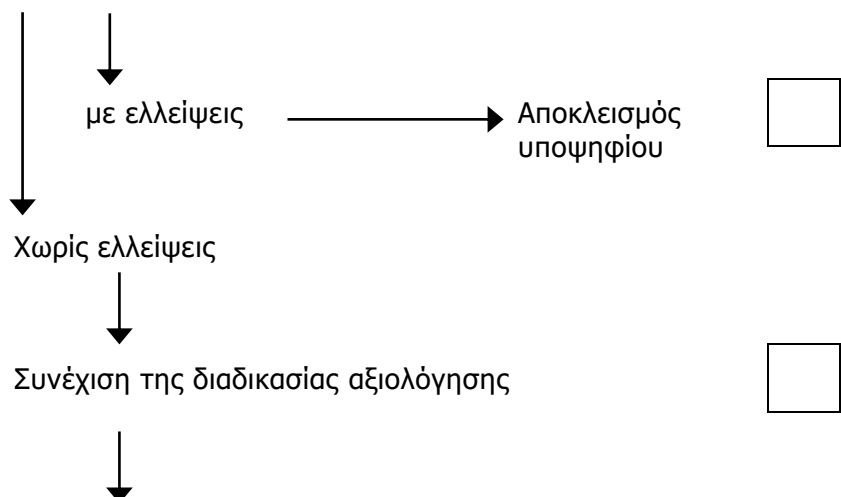 με ελλείψεις
Αποκλεισμός
υποψηφίου
Χωρίς ελλείψεις
Συνέχιση της διαδικασίας αξιολόγησης